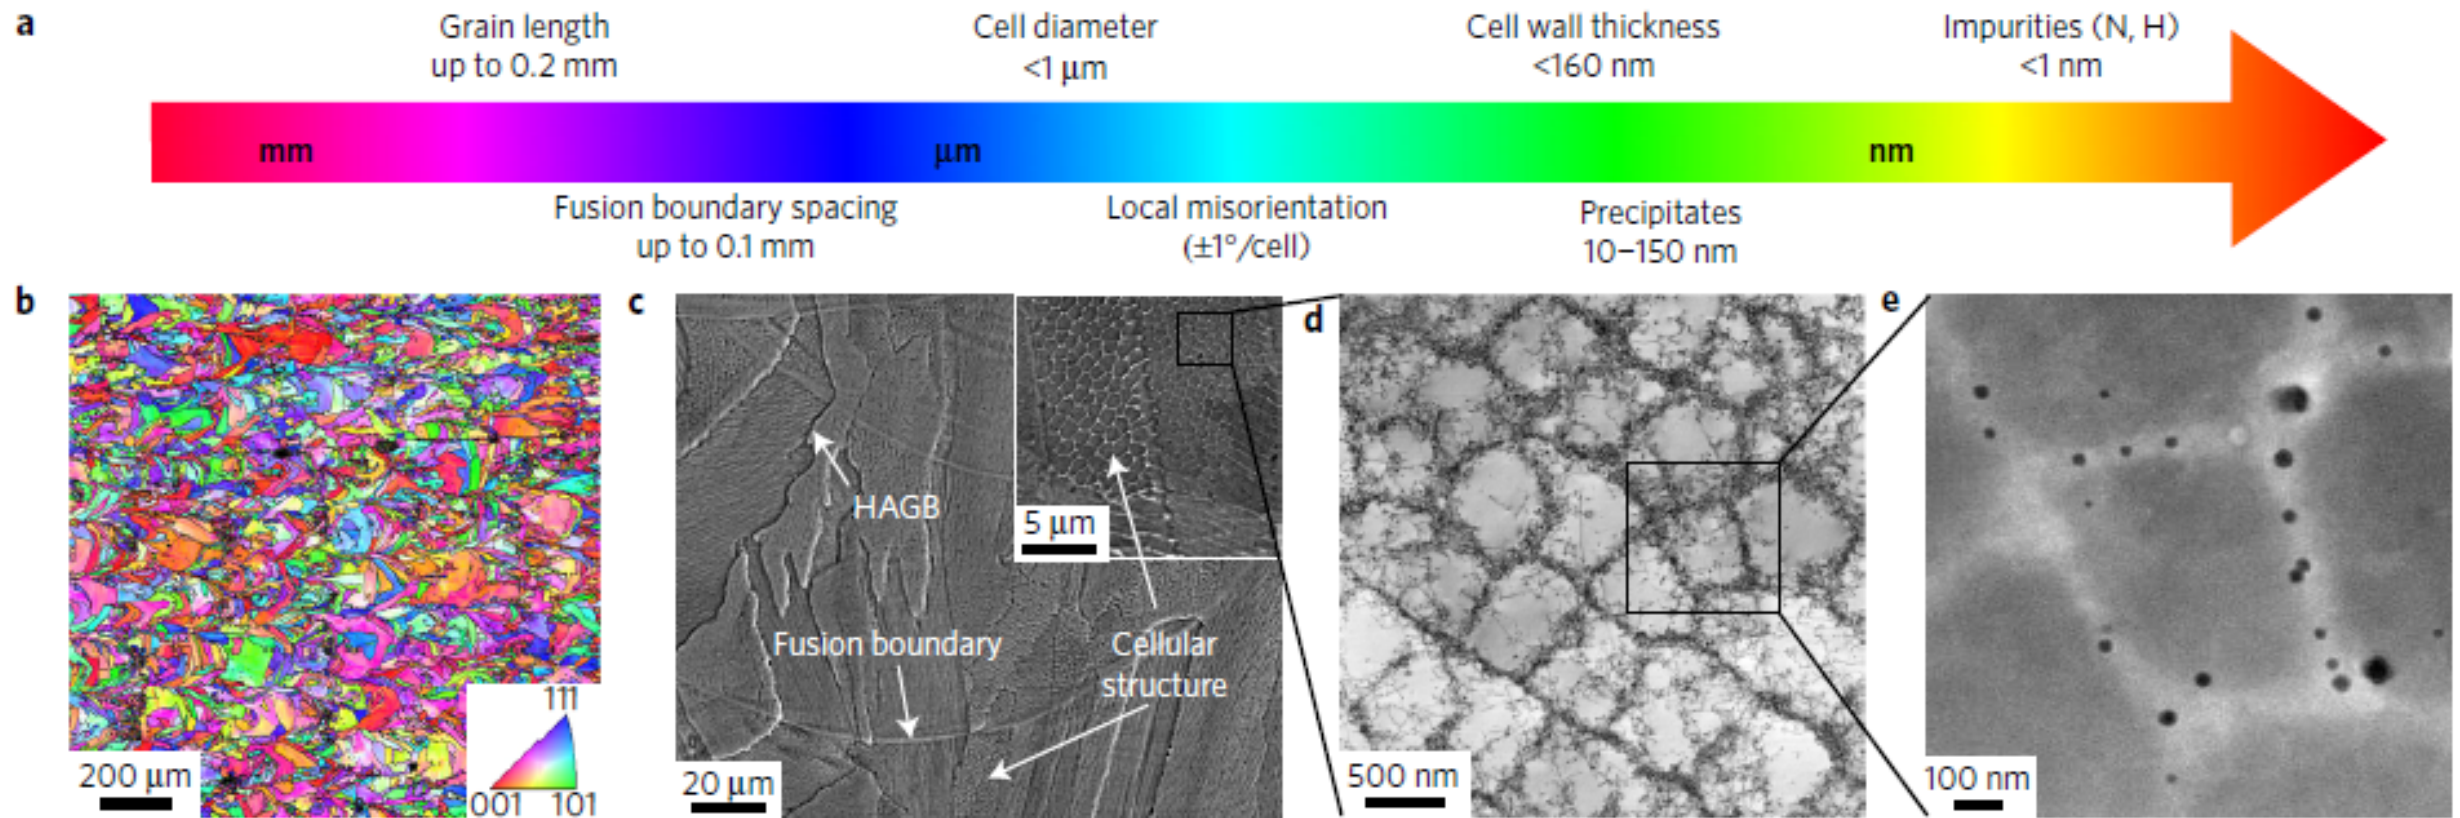 a
Grain length
up to 0.2 mm
Cell diameter
<1 μm
Cell wall thickness
<160 nm
Impurities (N, H)
<1 nm
mm
μm
nm
Fusion boundary spacing
up to 0.1 mm
Local misorientation
(±1°/cell)
Precipitates
10–150 nm
b
111
001
101
200 μm
c
HAGB
Fusion boundary
Cellular
structure
5 μm
20 μm
d
500 nm
e
100 nm